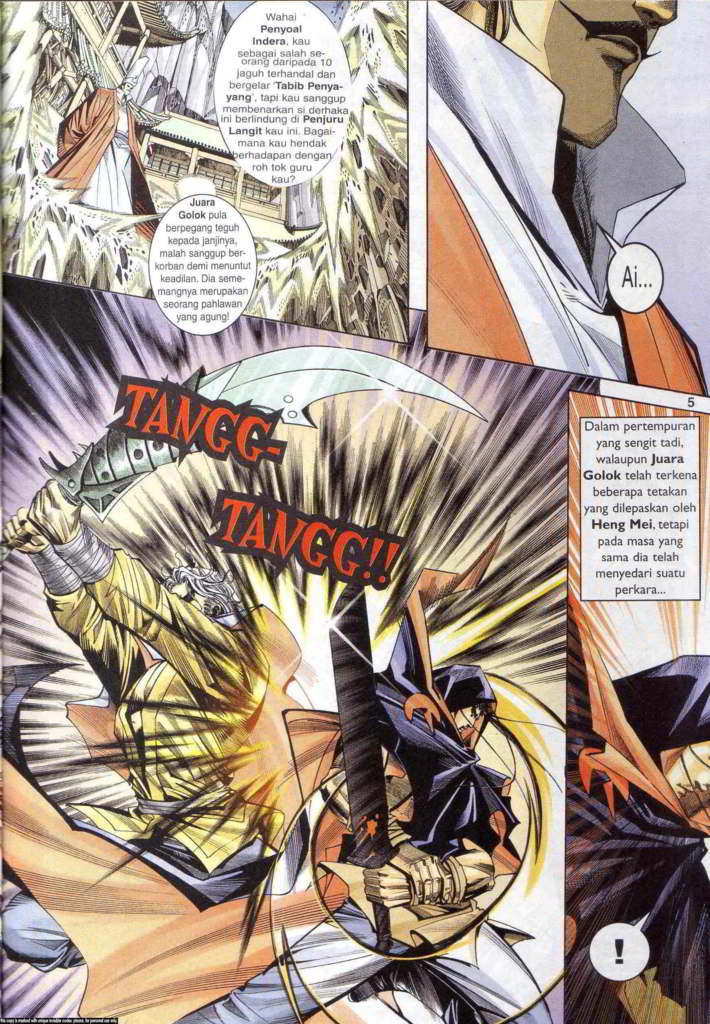 Wahai
Penyoal
Indera, kau
sebagai salah se-
orang daripada 10
jaguh terhandal dan
bergelar 'Tabib Penya-
yang', tapi kau sanggup
membenarkan si derhaka
ini berlindung di Penjuru
Langit kau ini. Bagai-
mana kau hendak
berhadapan dengan
roh tok guru
kau?
Juara
Golok pula
berpegang teguh
kepada janjinya,
malah sanggup ber-
korban demi menuntut
keadilan. Dia seme-
mangnya merupakan
seorang pahlawan
yang agung!
Ai...
5
TANGG-
TANGG!!
Dalam pertempuran
yang sengit tadi,
walaupun Juara
Golok telah terkena
beberapa tetakan
yang dilepaskan oleh
Heng Mei, tetapi
pada masa yang
sama dia telah
menyedari suatu
perkara...
!